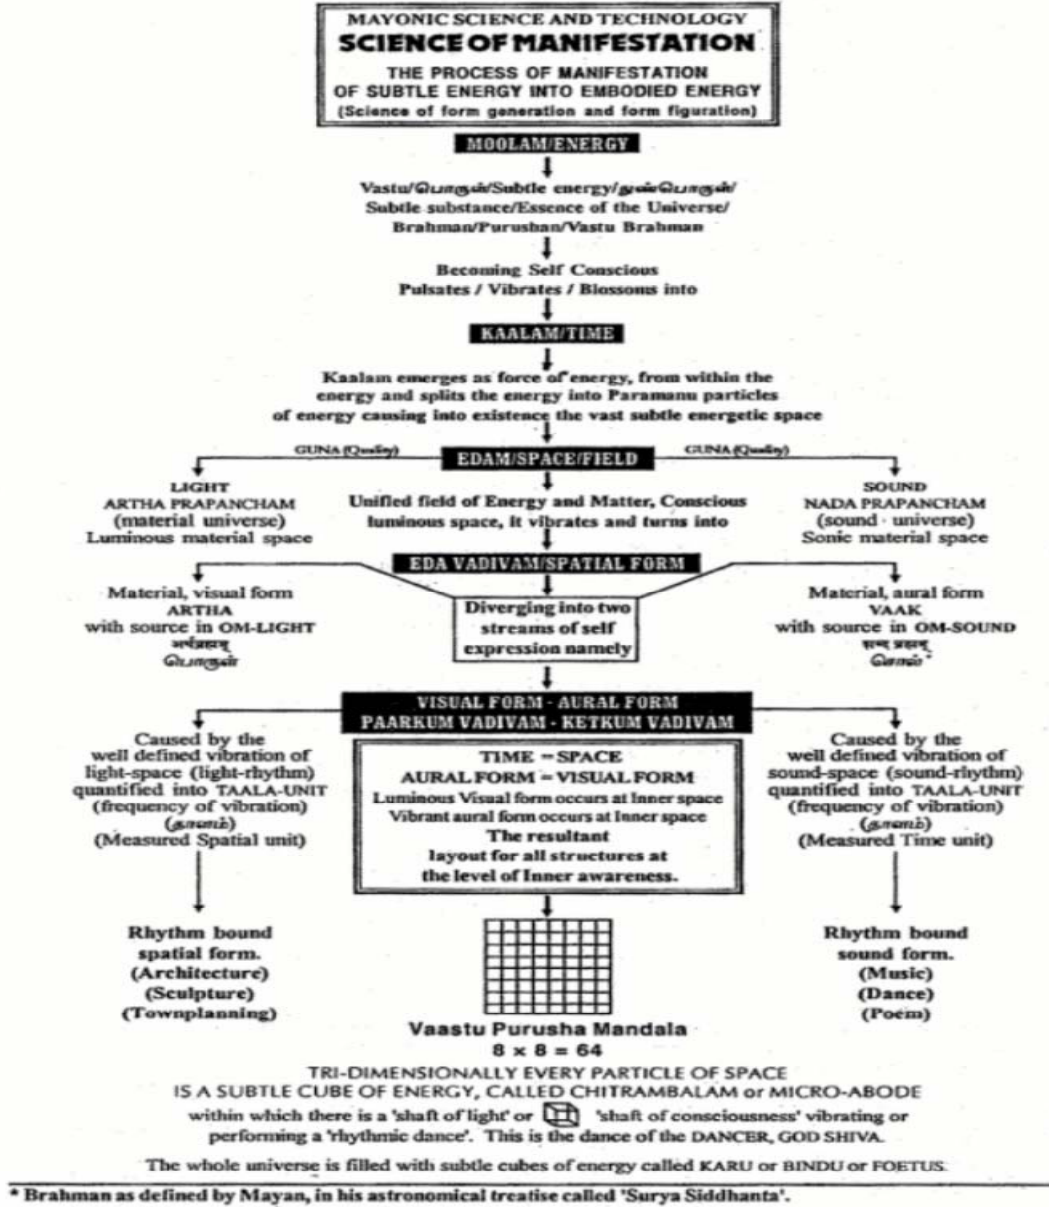 MAYONIC SCIENCE AND TECHNOLOGY
SCIENCE OF MANIFESTATION
THE PROCESS OF MANIFESTATION
OF SUBTLE ENERGY INTO EMBODIED ENERGY
(Science of form generation and form figuration)
MOOLAM/ENERGY
Vastu/பொருள்/Subtle energy/நுண்பொருள்/
Subtle substance/Essence of the Universe/
Brahman/Purushan/Vastu Brahman
Becoming Self Conscious
Pulsates / Vibrates / Blossoms into
KAALAM/TIME
Kaalam emerges as force of energy, from within the
energy and splits the energy into Paramanu particles
of energy causing into existence the vast subtle energetic space
GUNA (Quality)
EDAM/SPACE/FIELD
GUNA (Quality)
LIGHT
ARTHA PRAPANCHAM
(material universe)
Luminous material space
Unified field of Energy and Matter, Conscious
luminous space, it vibrates and turns into
SOUND
NADA PRAPANCHAM
(sound - universe)
Sonic material space
EDA VADIVAM/SPATIAL FORM
Material, visual form
ARTHA
with source in OM-LIGHT
பொருள்
Diverging into two
streams of self
expression namely
Material, aural form
VAAK
with source in OM-SOUND
சொல்
VISUAL FORM - AURAL FORM
PAARKUM VADIVAM - KETKUM VADIVAM
Caused by the
well defined vibration of
light-space (light-rhythm)
quantified into TAALA-UNIT
(frequency of vibration)
(தாளம்)
(Measured Spatial unit)
TIME = SPACE
AURAL FORM = VISUAL FORM
Luminous Visual form occurs at Inner space
Vibrant aural form occurs at Inner space
The resultant
layout for all structures at
the level of Inner awareness.
Caused by the
well defined vibration of
sound-space (sound-rhythm)
quantified into TAALA-UNIT
(frequency of vibration)
(தாளம்)
(Measured Time unit)
Rhythm bound
spatial form.
(Architecture)
(Sculpture)
(Townplanning)
Rhythm bound
sound form.
(Music)
(Dance)
(Poem)
Vaastu Purusha Mandala
8 x 8 = 64
TRI-DIMENSIONALLY EVERY PARTICLE OF SPACE
IS A SUBTLE CUBE OF ENERGY, CALLED CHITRAMBALAM or MICRO-ABODE
within which there is a 'shaft of light' or 'shaft of consciousness' vibrating or
performing a 'rhythmic dance'. This is the dance of the DANCER, GOD SHIVA.
The whole universe is filled with subtle cubes of energy called KARU or BINDU or FOETUS.
* Brahman as defined by Mayan, in his astronomical treatise called 'Surya Siddhanta'.